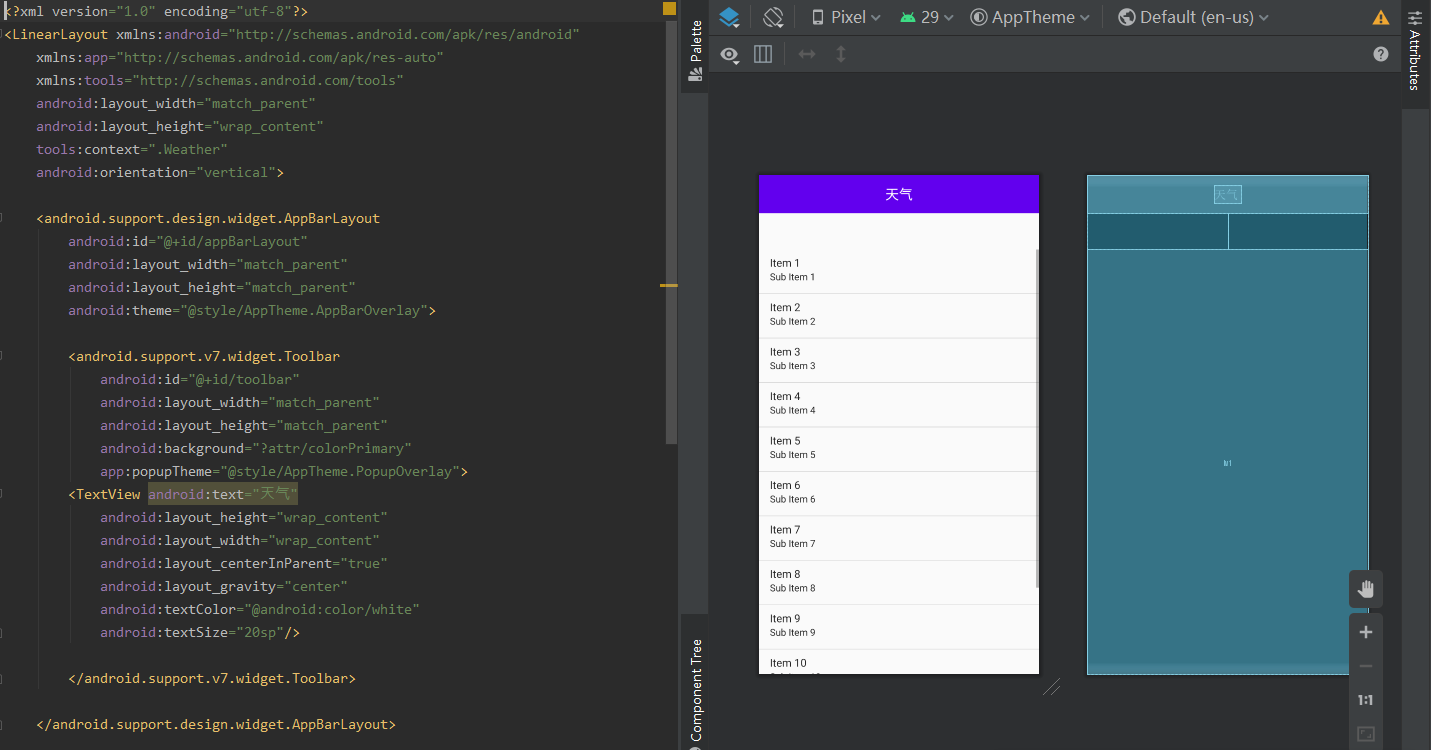 <?xml version="1.0" encoding="utf-8"?>
<LinearLayout xmlns:android="http://schemas.android.com/apk/res/android"
xmlns:app="http://schemas.android.com/apk/res-auto"
xmlns:tools="http://schemas.android.com/tools"
android:layout_width="match_parent"
android:layout_height="wrap_content"
tools:context=".Weather"
android:orientation="vertical">
<android.support.design.widget.AppBarLayout
android:id="@+id/appBarLayout"
android:layout_width="match_parent"
android:layout_height="match_parent"
android:theme="@style/AppTheme.AppBarOverlay">
<android.support.v7.widget.Toolbar
android:id="@+id/toolbar"
android:layout_width="match_parent"
android:layout_height="match_parent"
android:background="?attr/colorPrimary"
app:popupTheme="@style/AppTheme.PopupOverlay">
<TextView android:text="天气"
android:layout_height="wrap_content"
android:layout_width="wrap_content"
android:layout_centerInParent="true"
android:layout_gravity="center"
android:textColor="@android:color/white"
android:textSize="20sp"/>
</android.support.v7.widget.Toolbar>
</android.support.design.widget.AppBarLayout>
Palette
Component Tree
Pixel 29 AppTheme Default (en-us)
天气
Item 1
Sub Item 1
Item 2
Sub Item 2
Item 3
Sub Item 3
Item 4
Sub Item 4
Item 5
Sub Item 5
Item 6
Sub Item 6
Item 7
Sub Item 7
Item 8
Sub Item 8
Item 9
Sub Item 9
Item 10
天气
1:1
Attributes